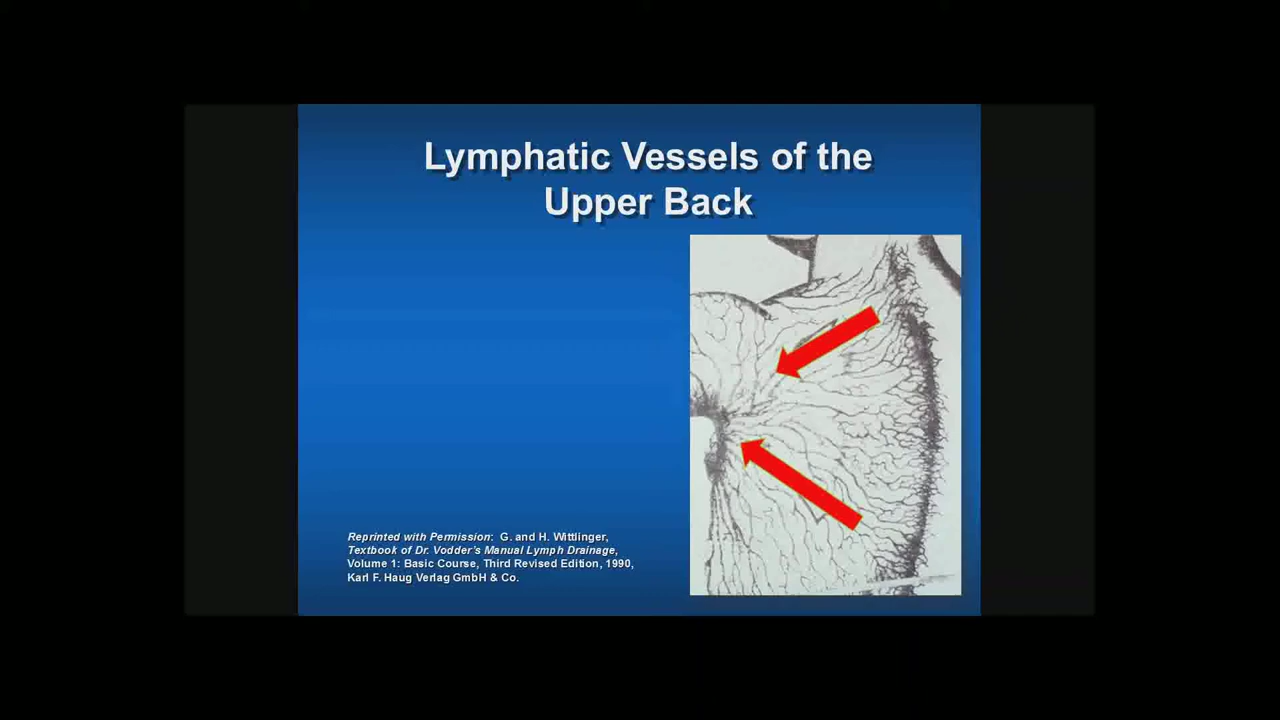 Lymphatic Vessels of the
Upper Back
Reprinted with Permission:  G. and H. Wittlinger,
Textbook of Dr. Vodder's Manual Lymph Drainage,
Volume 1: Basic Course, Third Revised Edition, 1990,
Karl F. Haug Verlag GmbH & Co.